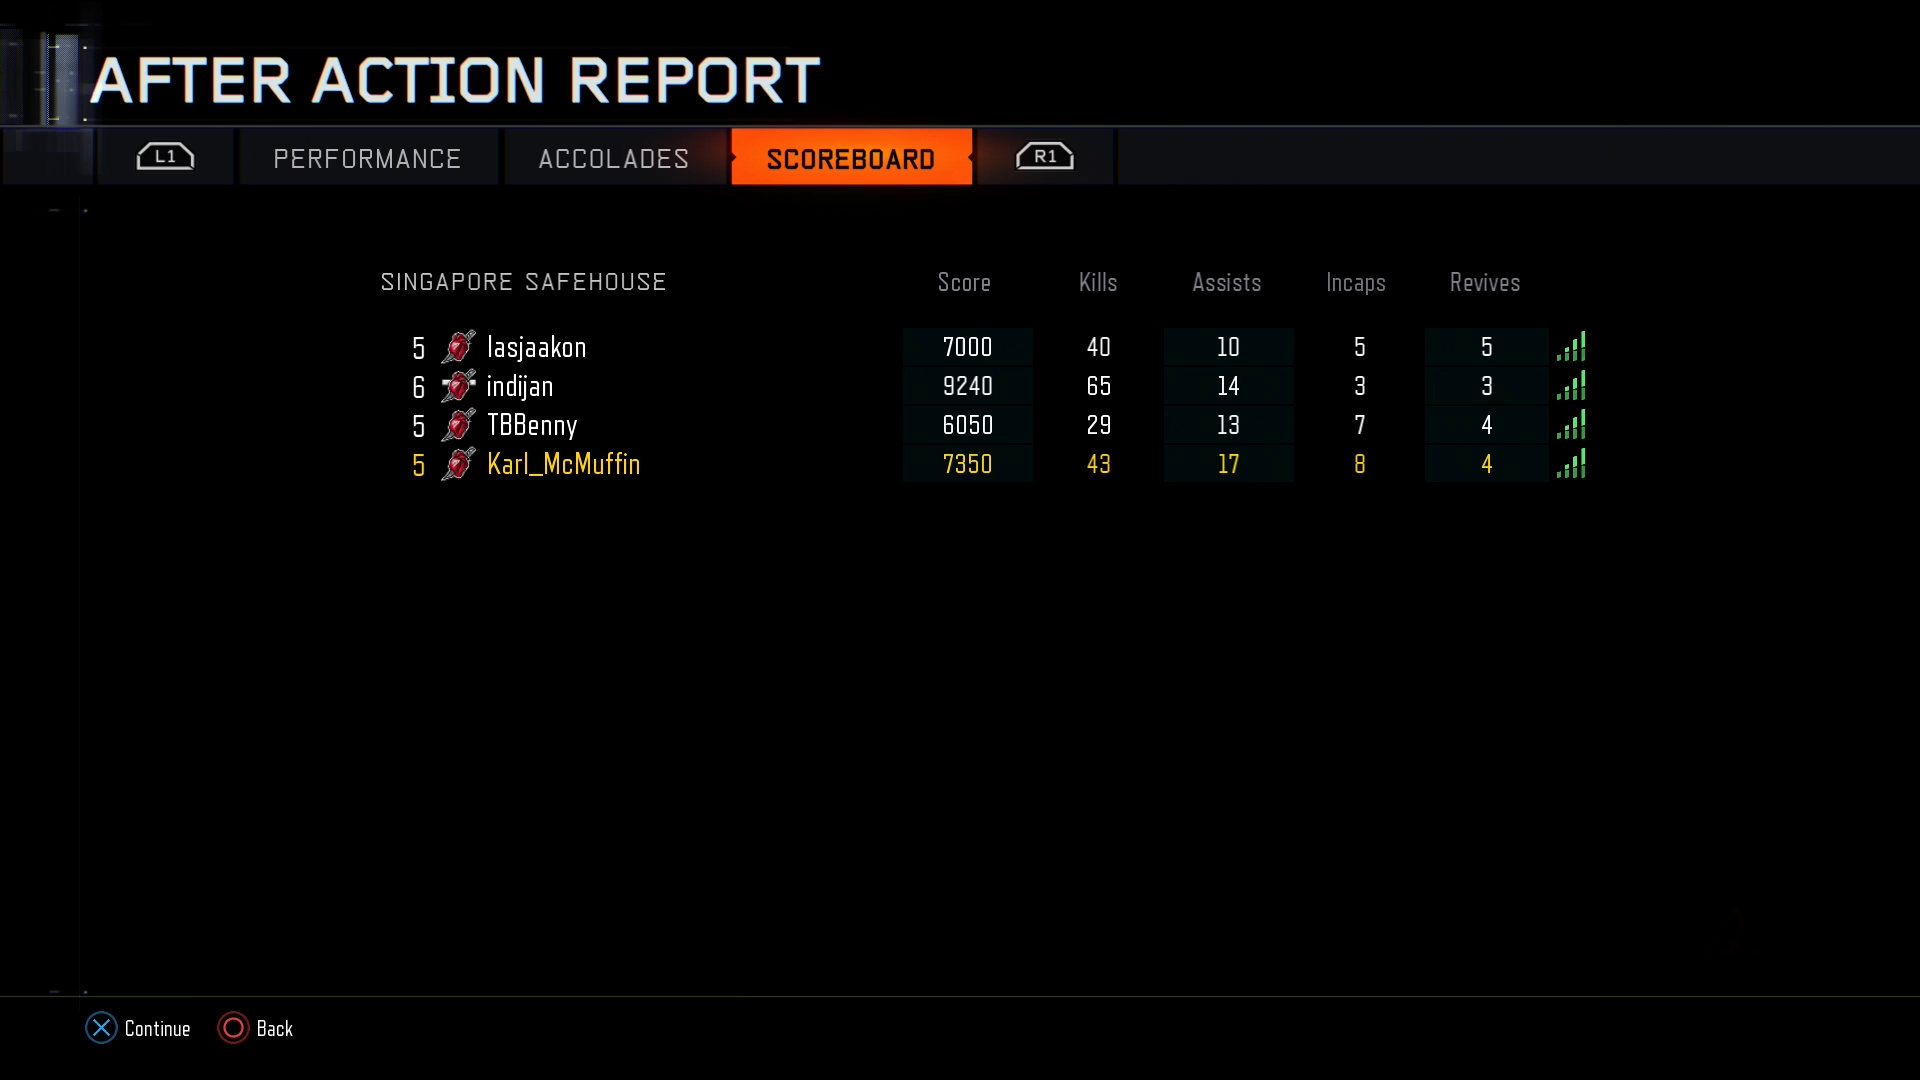 AFTER ACTION REPORT
L1 PERFORMANCE ACCOLADES SCOREBOARD R1
SINGAPORE SAFEHOUSE Score Kills Assists Incaps Revives
5 lasjaakon 7000 40 10 5 5
6 indijan 9240 65 14 3 3
5 TBBenny 6050 29 13 7 4
5 Karl_McMuffin 7350 43 17 8 4
Continue Back